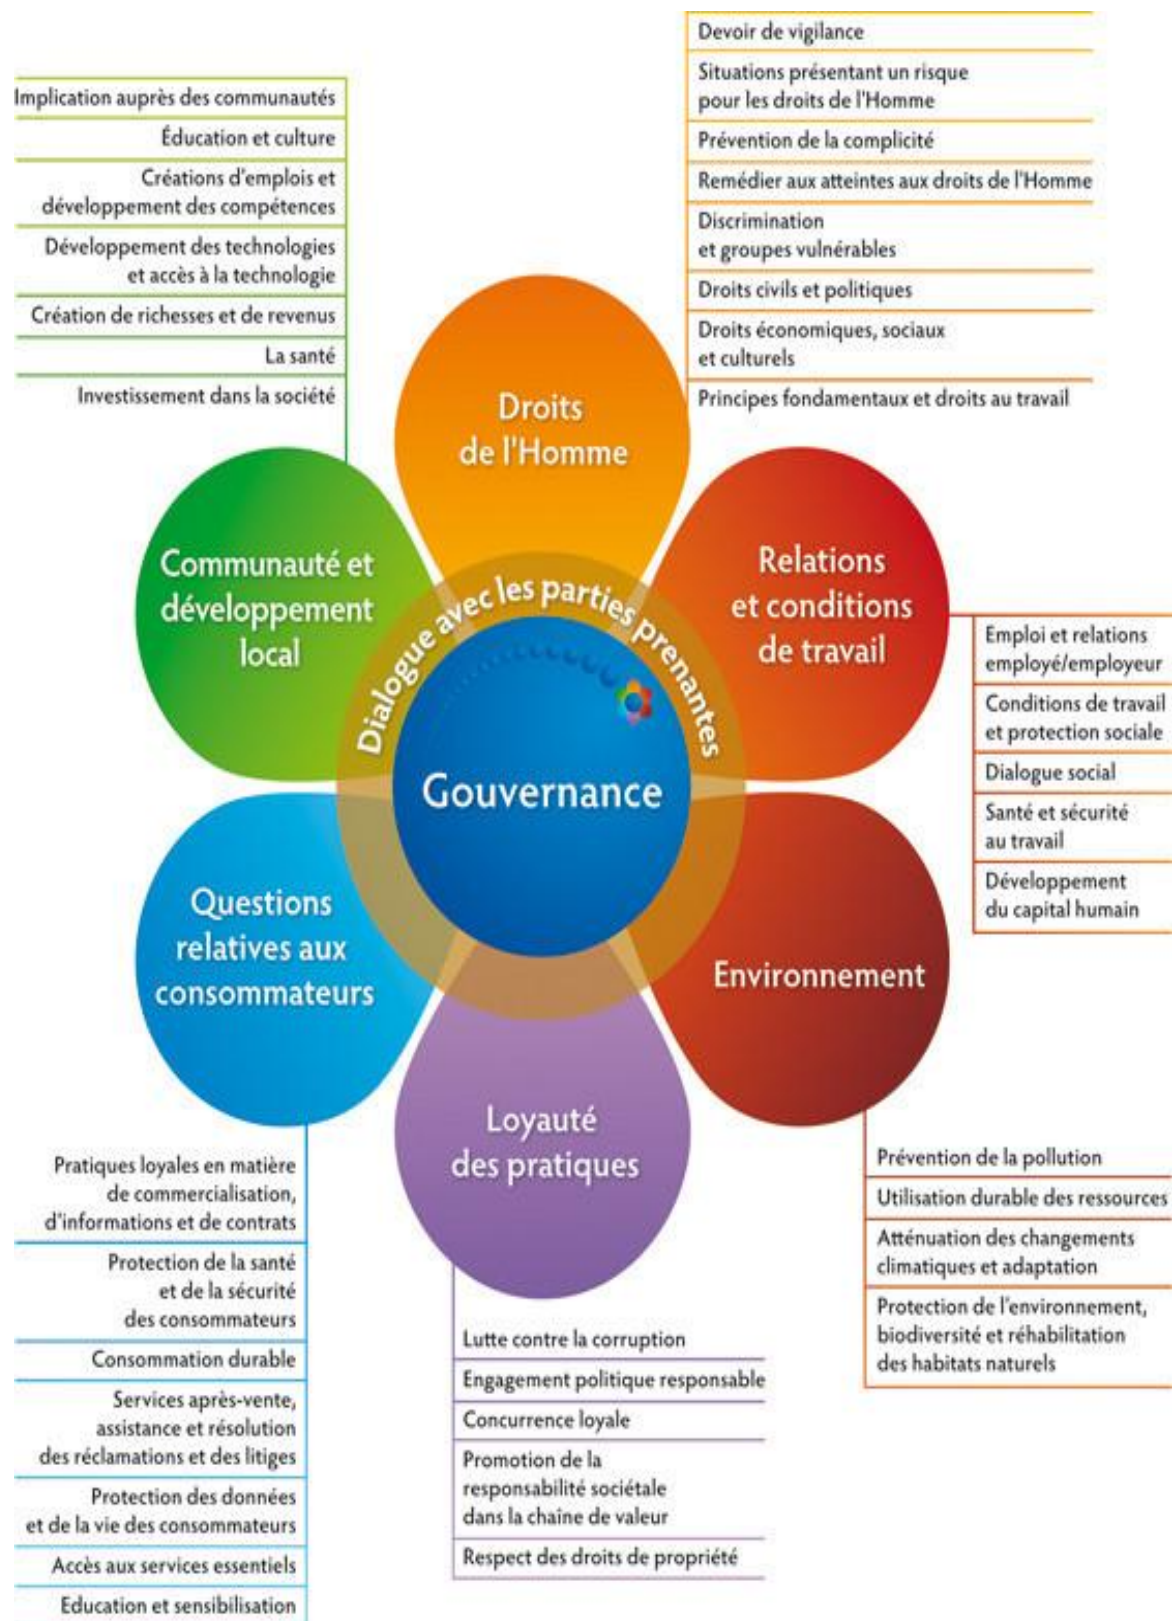 Devoir de vigilance
Situations présentant un risque
pour les droits de l'Homme
Prévention de la complicité
Remédier aux atteintes aux droits de l'Homme
Discrimination
et groupes vulnérables
Droits civils et politiques
Droits économiques, sociaux
et culturels
Principes fondamentaux et droits au travail
Implication auprès des communautés
Éducation et culture
Créations d'emplois et
développement des compétences
Développement des technologies
et accès à la technologie
Création de richesses et de revenus
La santé
Investissement dans la société
Droits
de l'Homme
Communauté et
développement
local
Relations
et conditions
de travail
Dialogue avec les parties prenantes
Gouvernance
Emploi et relations
employé/employeur
Conditions de travail
et protection sociale
Dialogue social
Santé et sécurité
au travail
Développement
du capital humain
Questions
relatives aux
consommateurs
Environnement
Loyauté
des pratiques
Pratiques loyales en matière
de commercialisation,
d'informations et de contrats
Protection de la santé
et de la sécurité
des consommateurs
Consommation durable
Services après-vente,
assistance et résolution
des réclamations et des litiges
Protection des données
et de la vie des consommateurs
Accès aux services essentiels
Education et sensibilisation
Lutte contre la corruption
Engagement politique responsable
Concurrence loyale
Promotion de la
responsabilité sociétale
dans la chaîne de valeur
Respect des droits de propriété
Prévention de la pollution
Utilisation durable des ressources
Atténuation des changements
climatiques et adaptation
Protection de l'environnement,
biodiversité et réhabilitation
des habitats naturels